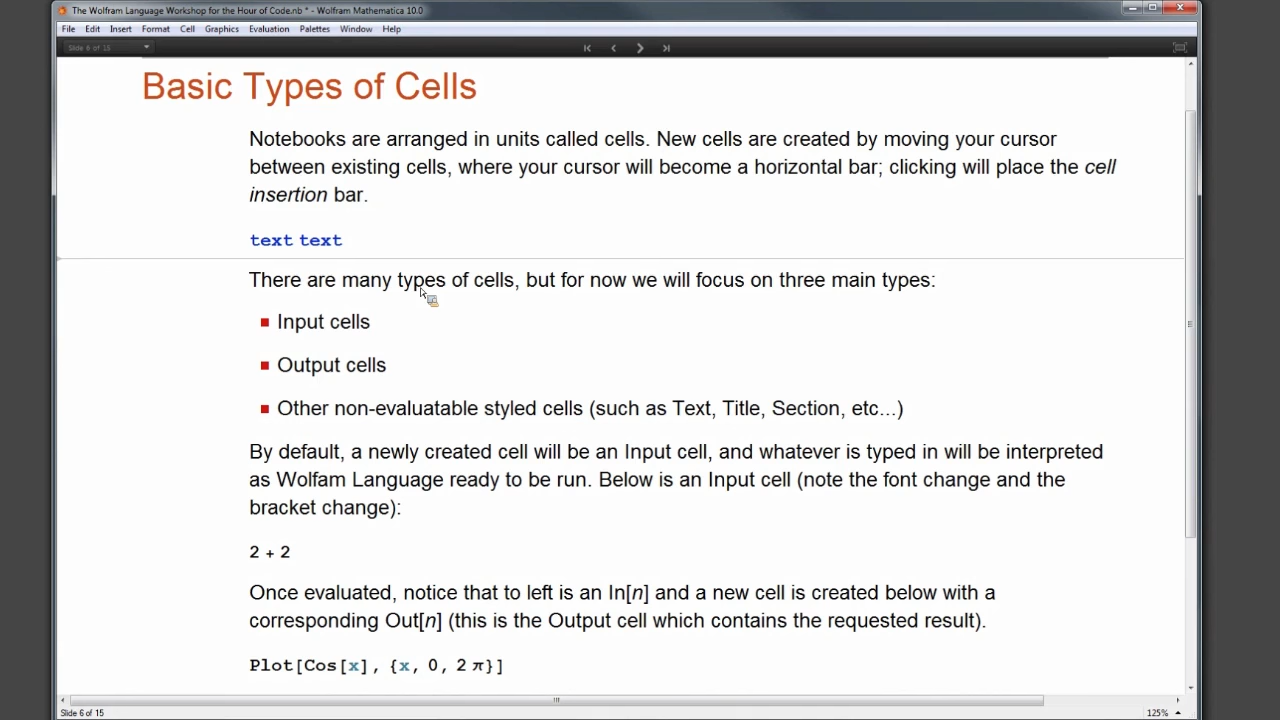 The Wolfram Language Workshop for the Hour of Code.nb * - Wolfram Mathematica 10.0
File Edit Insert Format Cell Graphics Evaluation Palettes Window Help
Slide 6 of 15
Basic Types of Cells
Notebooks are arranged in units called cells. New cells are created by moving your cursor
between existing cells, where your cursor will become a horizontal bar; clicking will place the cell
insertion bar.
text text
There are many types of cells, but for now we will focus on three main types:
Input cells
Output cells
Other non-evaluatable styled cells (such as Text, Title, Section, etc...)
By default, a newly created cell will be an Input cell, and whatever is typed in will be interpreted
as Wolfam Language ready to be run. Below is an Input cell (note the font change and the
bracket change):
2 + 2
Once evaluated, notice that to left is an In[n] and a new cell is created below with a
corresponding Out[n] (this is the Output cell which contains the requested result).
Plot[Cos[x], {x, 0, 2 π}]
Slide 6 of 15
125%